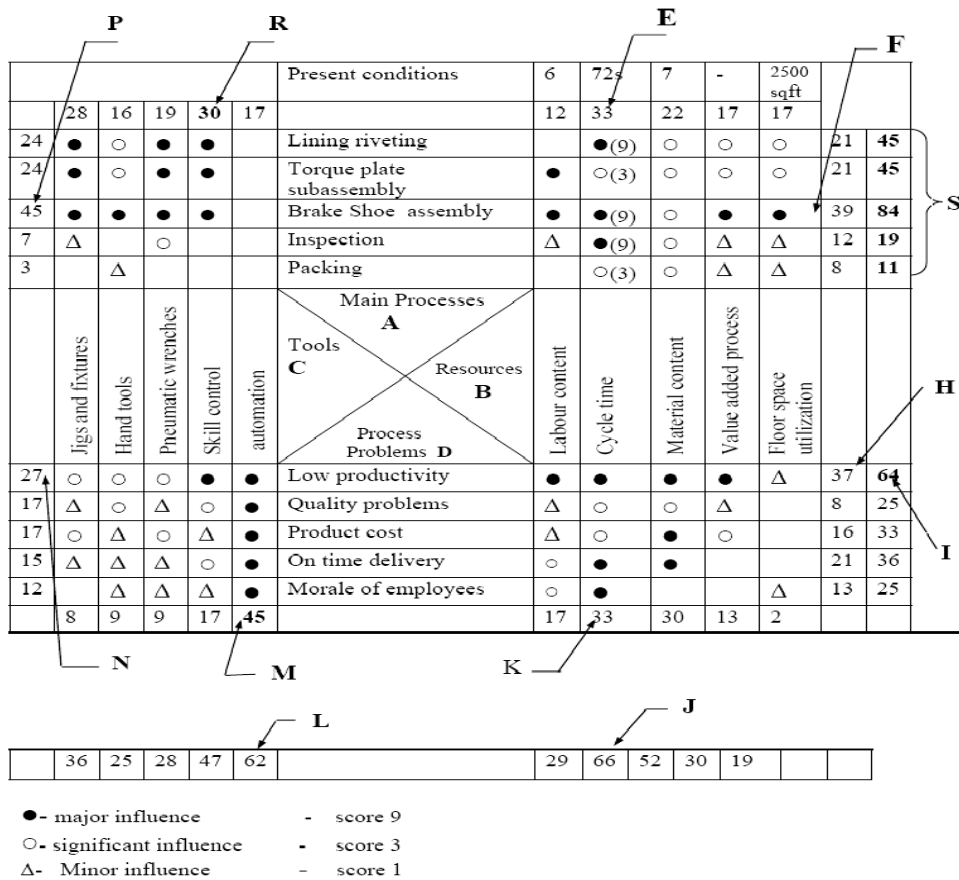 P R E F
Present conditions 6 72s 7 - 2500 sqft
28 16 19 30 17 12 33 22 17 17
24 ● ○ ● ● Lining riveting ●(9) ○ ○ ○ 21 45
24 ● ○ ● ● Torque plate subassembly ● ○(3) ○ ○ ○ 21 45
45 ● ● ● ● Brake Shoe assembly ● ●(9) ○ ● ● 39 84
S
7 Δ ○ Inspection Δ ●(9) ○ Δ Δ 12 19
3 Δ Packing ○(3) ○ Δ Δ 8 11
Jigs and fixtures
Hand tools
Pneumatic wrenches
Skill control
automation
Main Processes
A
Tools
C
Resources
B
Process
Problems D
Labour content
Cycle time
Material content
Value added process
Floor space
utilization
H
27 ○ ○ ○ ● ● Low productivity ● ● ● ● Δ 37 64
17 Δ ○ Δ ○ ● Quality problems Δ ○ ○ Δ 8 25
17 ○ Δ ○ Δ ● Product cost Δ ○ ● ○ 16 33
I
15 Δ Δ Δ ○ ● On time delivery ○ ● ● 21 36
12 Δ Δ Δ ● Morale of employees ○ ● Δ 13 25
8 9 9 17 45 17 33 30 13 2
N M K
L J
36 25 28 47 62 29 66 52 30 19
●- major influence - score 9
○- significant influence - score 3
Δ- Minor influence - score 1